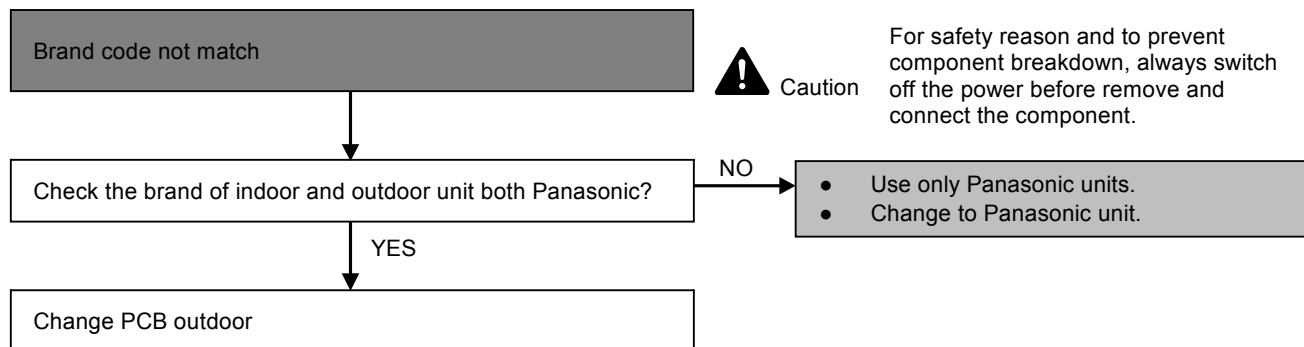 Brand code not match
Caution
For safety reason and to prevent
component breakdown, always switch
off the power before remove and
connect the component.
Check the brand of indoor and outdoor unit both Panasonic?
NO
● Use only Panasonic units.
● Change to Panasonic unit.
YES
Change PCB outdoor